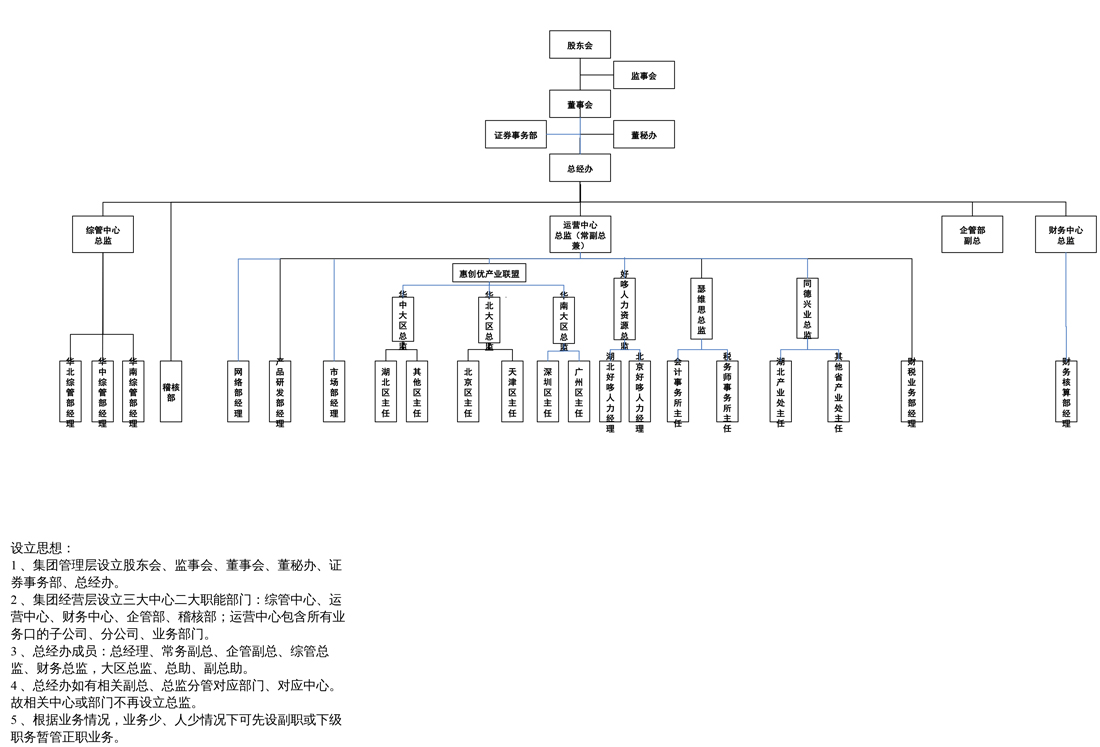 股东会
监事会
董事会
证券事务部
董秘办
总经办
综管中心
总监
运营中心
总监（常副总
兼）
企管部
副总
财务中心
总监
惠创优产业联盟
华中大区总监
华北大区总监
华南大区总监
好哆人力资源总监
瑟维思总监
同德兴业总监
华北综管部经理
华中综管部经理
华南综管部经理
稽核
部
网络部经理
产品研发部经理
市场部经理
湖北区主任
其他区主任
北京区主任
天津区主任
深圳区主任
广州区主任
湖北好哆人力经理
北京好哆人力经理
会计事务所主任
税务师事务所主任
湖北产业处主任
其他省产业处主任
财税业务部经理
财务核算部经理
设立思想：
1、集团管理层设立股东会、监事会、董事会、董秘办、证
券事务部、总经办。
2、集团经营层设立三大中心二大职能部门：综管中心、运
营中心、财务中心、企管部、稽核部；运营中心包含所有业
务口的子公司、分公司、业务部门。
3、总经办成员：总经理、常务副总、企管副总、综管总
监、财务总监，大区总监、总助、副总助。
4、总经办如有相关副总、总监分管对应部门、对应中心。
故相关中心或部门不再设立总监。
5、根据业务情况，业务少、人少情况下可先设副职或下级
职务暂管正职业务。